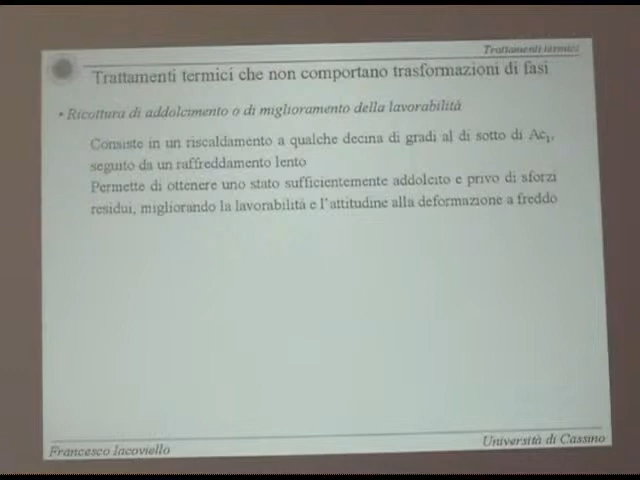 Trattamenti termici
Trattamenti termici che non comportano trasformazioni di fasi
• Ricottura di addolcimento o di miglioramento della lavorabilità
Consiste in un riscaldamento a qualche decina di gradi al di sotto di Ac₁,
seguito da un raffreddamento lento
Permette di ottenere uno stato sufficientemente addolcito e privo di sforzi
residui, migliorando la lavorabilità e l'attitudine alla deformazione a freddo
Francesco Iacoviello
Università di Cassino